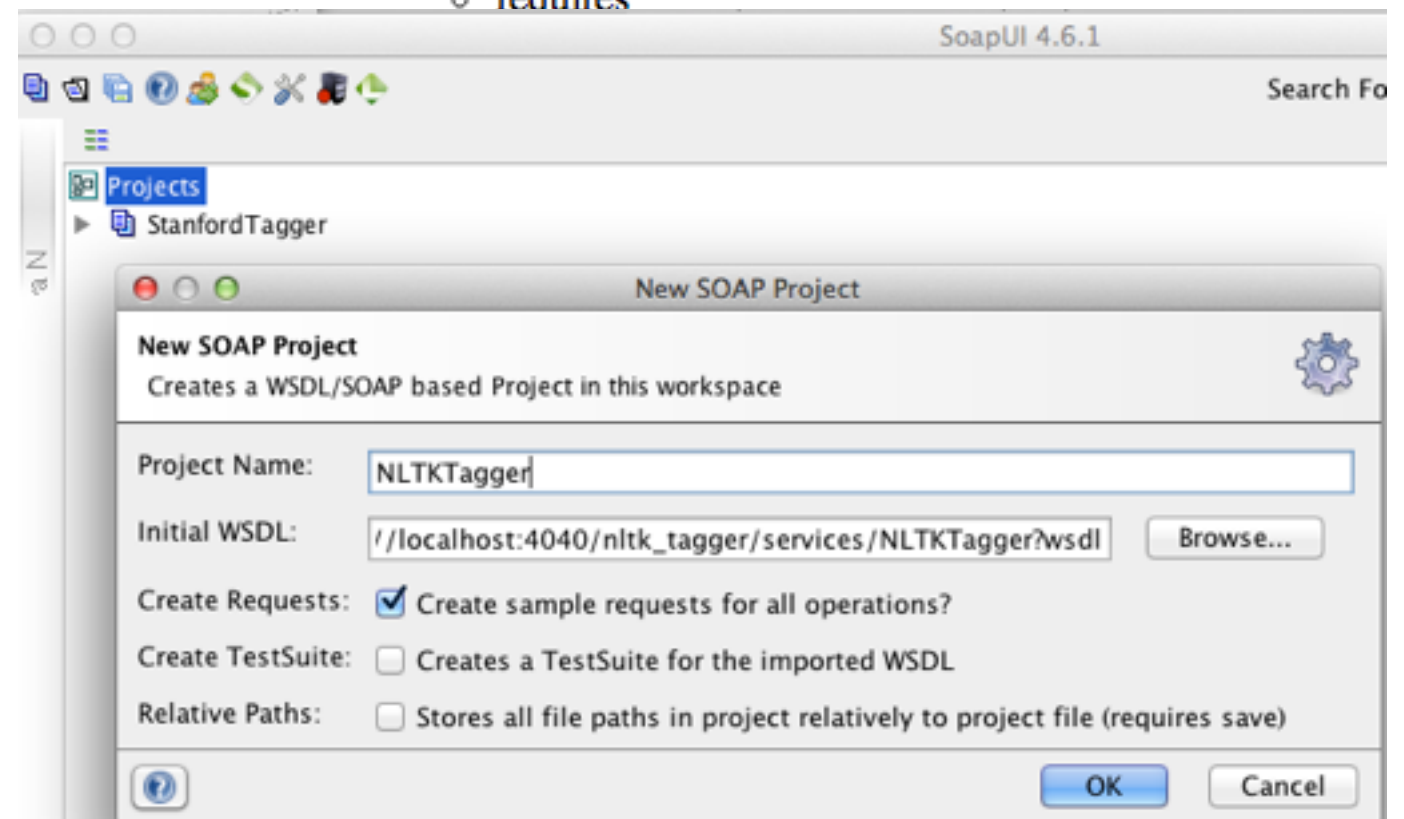 requires
SoapUI 4.6.1
Search Fo
Projects
StanfordTagger
a N
New SOAP Project
New SOAP Project
Creates a WSDL/SOAP based Project in this workspace
Project Name: NLTKTagger
Initial WSDL: //localhost:4040/nltk_tagger/services/NLTKTagger?wsdl Browse...
Create Requests: Create sample requests for all operations?
Create TestSuite: Creates a TestSuite for the imported WSDL
Relative Paths: Stores all file paths in project relatively to project file (requires save)
OK Cancel